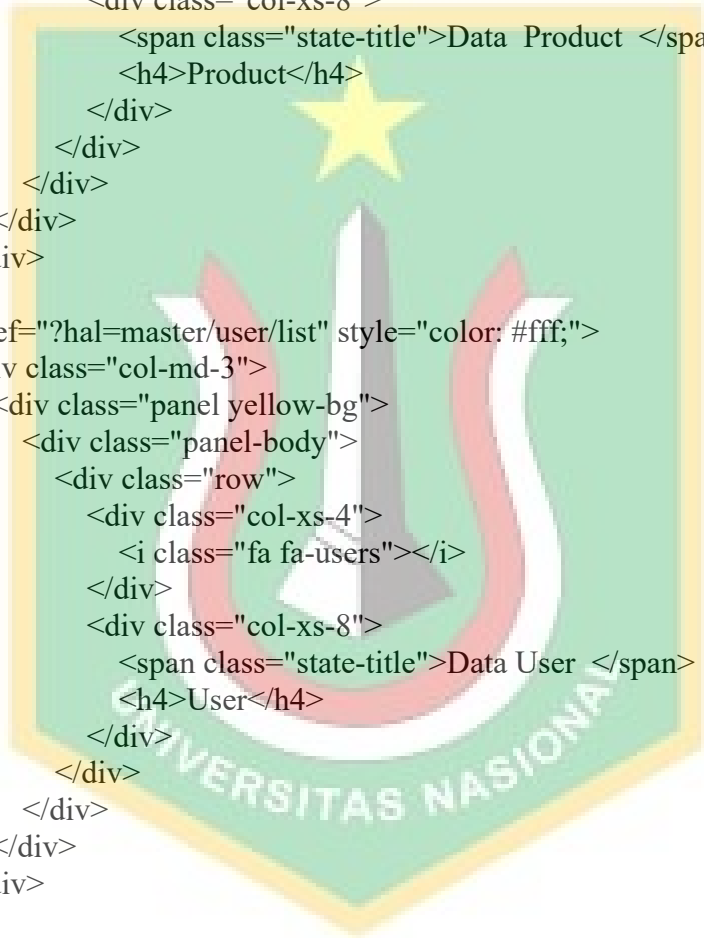 <div class="col-xs-8">
<span class="state-title">Data  Product  </spa
<h4>Product</h4>
</div>
</div>
</div>
</div>
iv>
ef="?hal=master/user/list" style="color: #fff;">
v class="col-md-3">
<div class="panel yellow-bg">
<div class="panel-body">
<div class="row">
<div class="col-xs-4">
<i class="fa fa-users"></i>
</div>
<div class="col-xs-8">
<span class="state-title">Data User  </span>
<h4>User</h4>
</div>
</div>
</div>
</div>
iv>
UNIVERSITAS NASIONAL